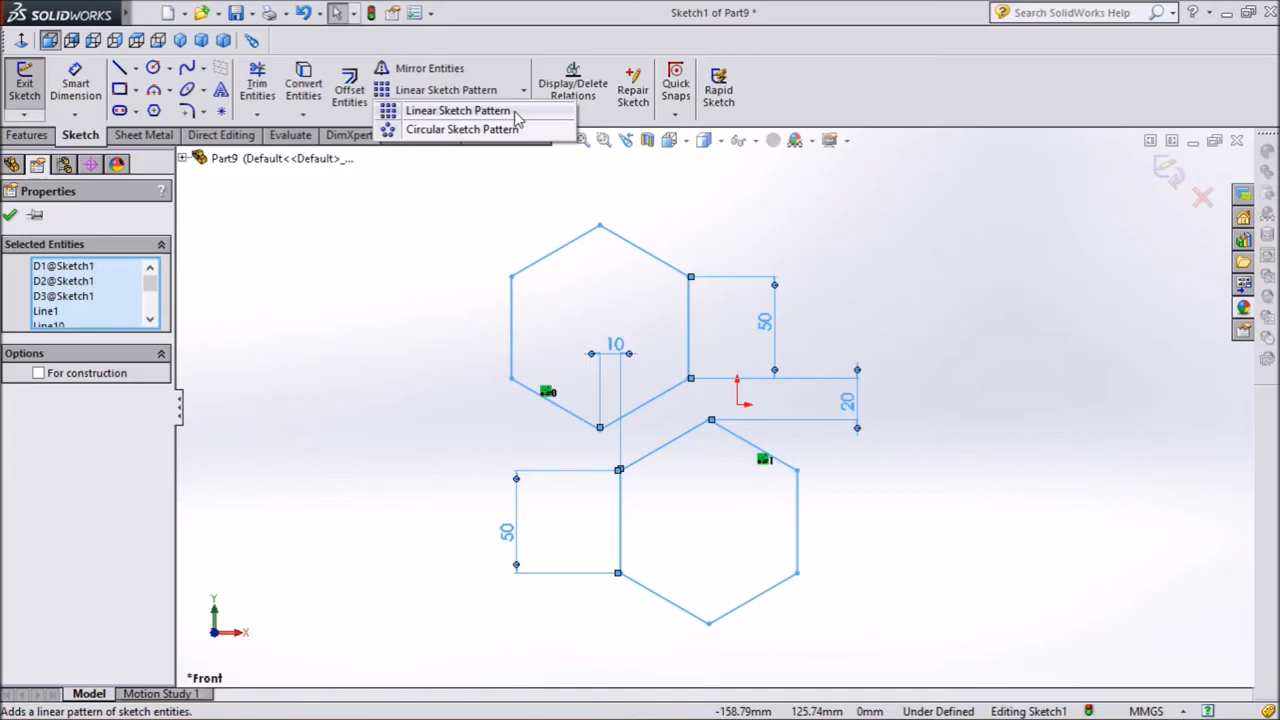 SOLIDWORKS
Sketch1 of Part9 *
Search SolidWorks Help
Exit Sketch
Smart Dimension
Trim Entities
Convert Entities
Offset Entities
Mirror Entities
Linear Sketch Pattern
Display/Delete Relations
Repair Sketch
Quick Snaps
Rapid Sketch
Linear Sketch Pattern
Circular Sketch Pattern
Features
Sketch
Sheet Metal
Direct Editing
Evaluate
DimXpert
Part9 (Default<<Default>_...
Properties
?
Selected Entities
D1@Sketch1
D2@Sketch1
D3@Sketch1
Line1
Line10
Options
For construction
50
10
20
50
Y
X
*Front
Model
Motion Study 1
Adds a linear pattern of sketch entities.
-158.79mm
125.74mm
0mm
Under Defined
Editing Sketch1
MMGS